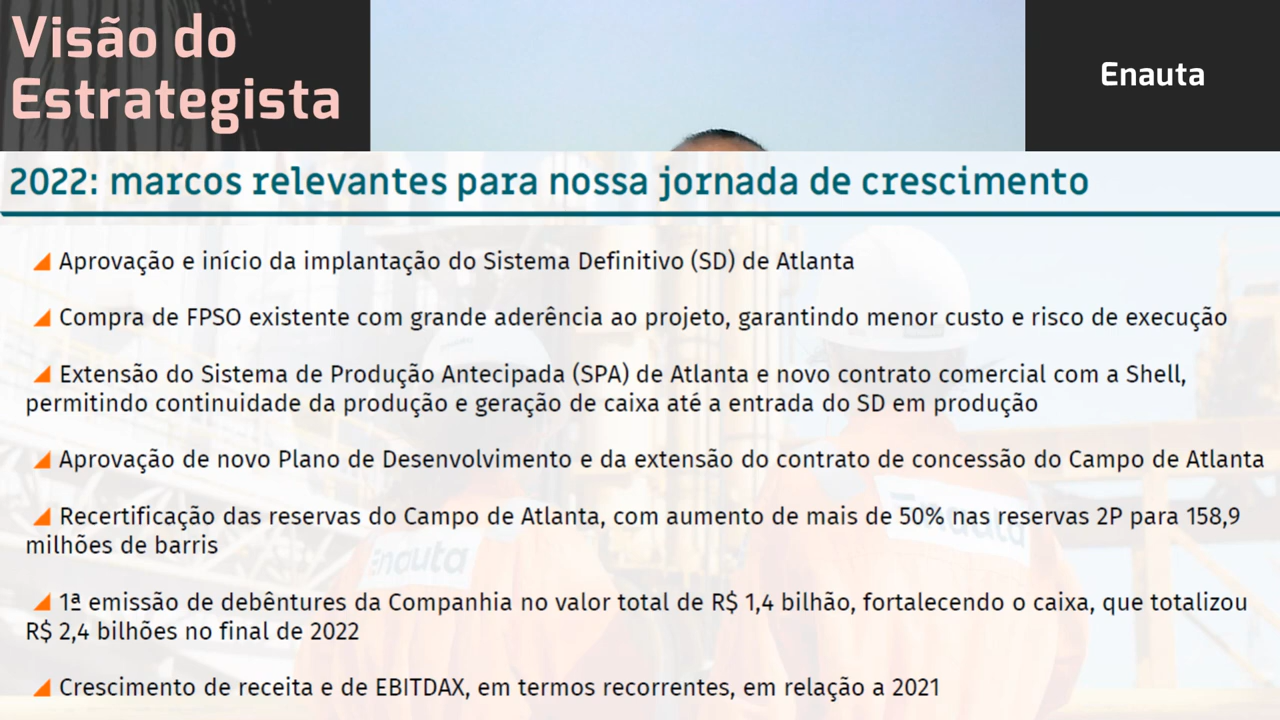 Visão do
Estrategista
Enauta
2022: marcos relevantes para nossa jornada de crescimento
Aprovação e início da implantação do Sistema Definitivo (SD) de Atlanta
Compra de FPSO existente com grande aderência ao projeto, garantindo menor custo e risco de execução
Extensão do Sistema de Produção Antecipada (SPA) de Atlanta e novo contrato comercial com a Shell,
permitindo continuidade da produção e geração de caixa até a entrada do SD em produção
Aprovação de novo Plano de Desenvolvimento e da extensão do contrato de concessão do Campo de Atlanta
Recertificação das reservas do Campo de Atlanta, com aumento de mais de 50% nas reservas 2P para 158,9
milhões de barris
Enauta
1ª emissão de debêntures da Companhia no valor total de R$ 1,4 bilhão, fortalecendo o caixa, que totalizou
R$ 2,4 bilhões no final de 2022
Crescimento de receita e de EBITDAX, em termos recorrentes, em relação a 2021